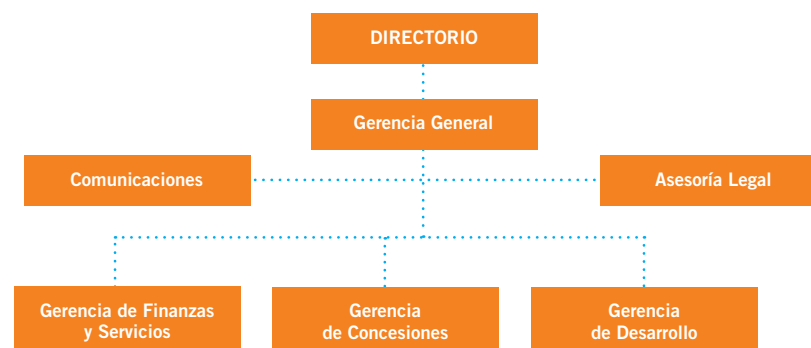 DIRECTORIO
Gerencia General
Comunicaciones
Asesoría Legal
Gerencia de Finanzas
y Servicios
Gerencia
de Concesiones
Gerencia
de Desarrollo